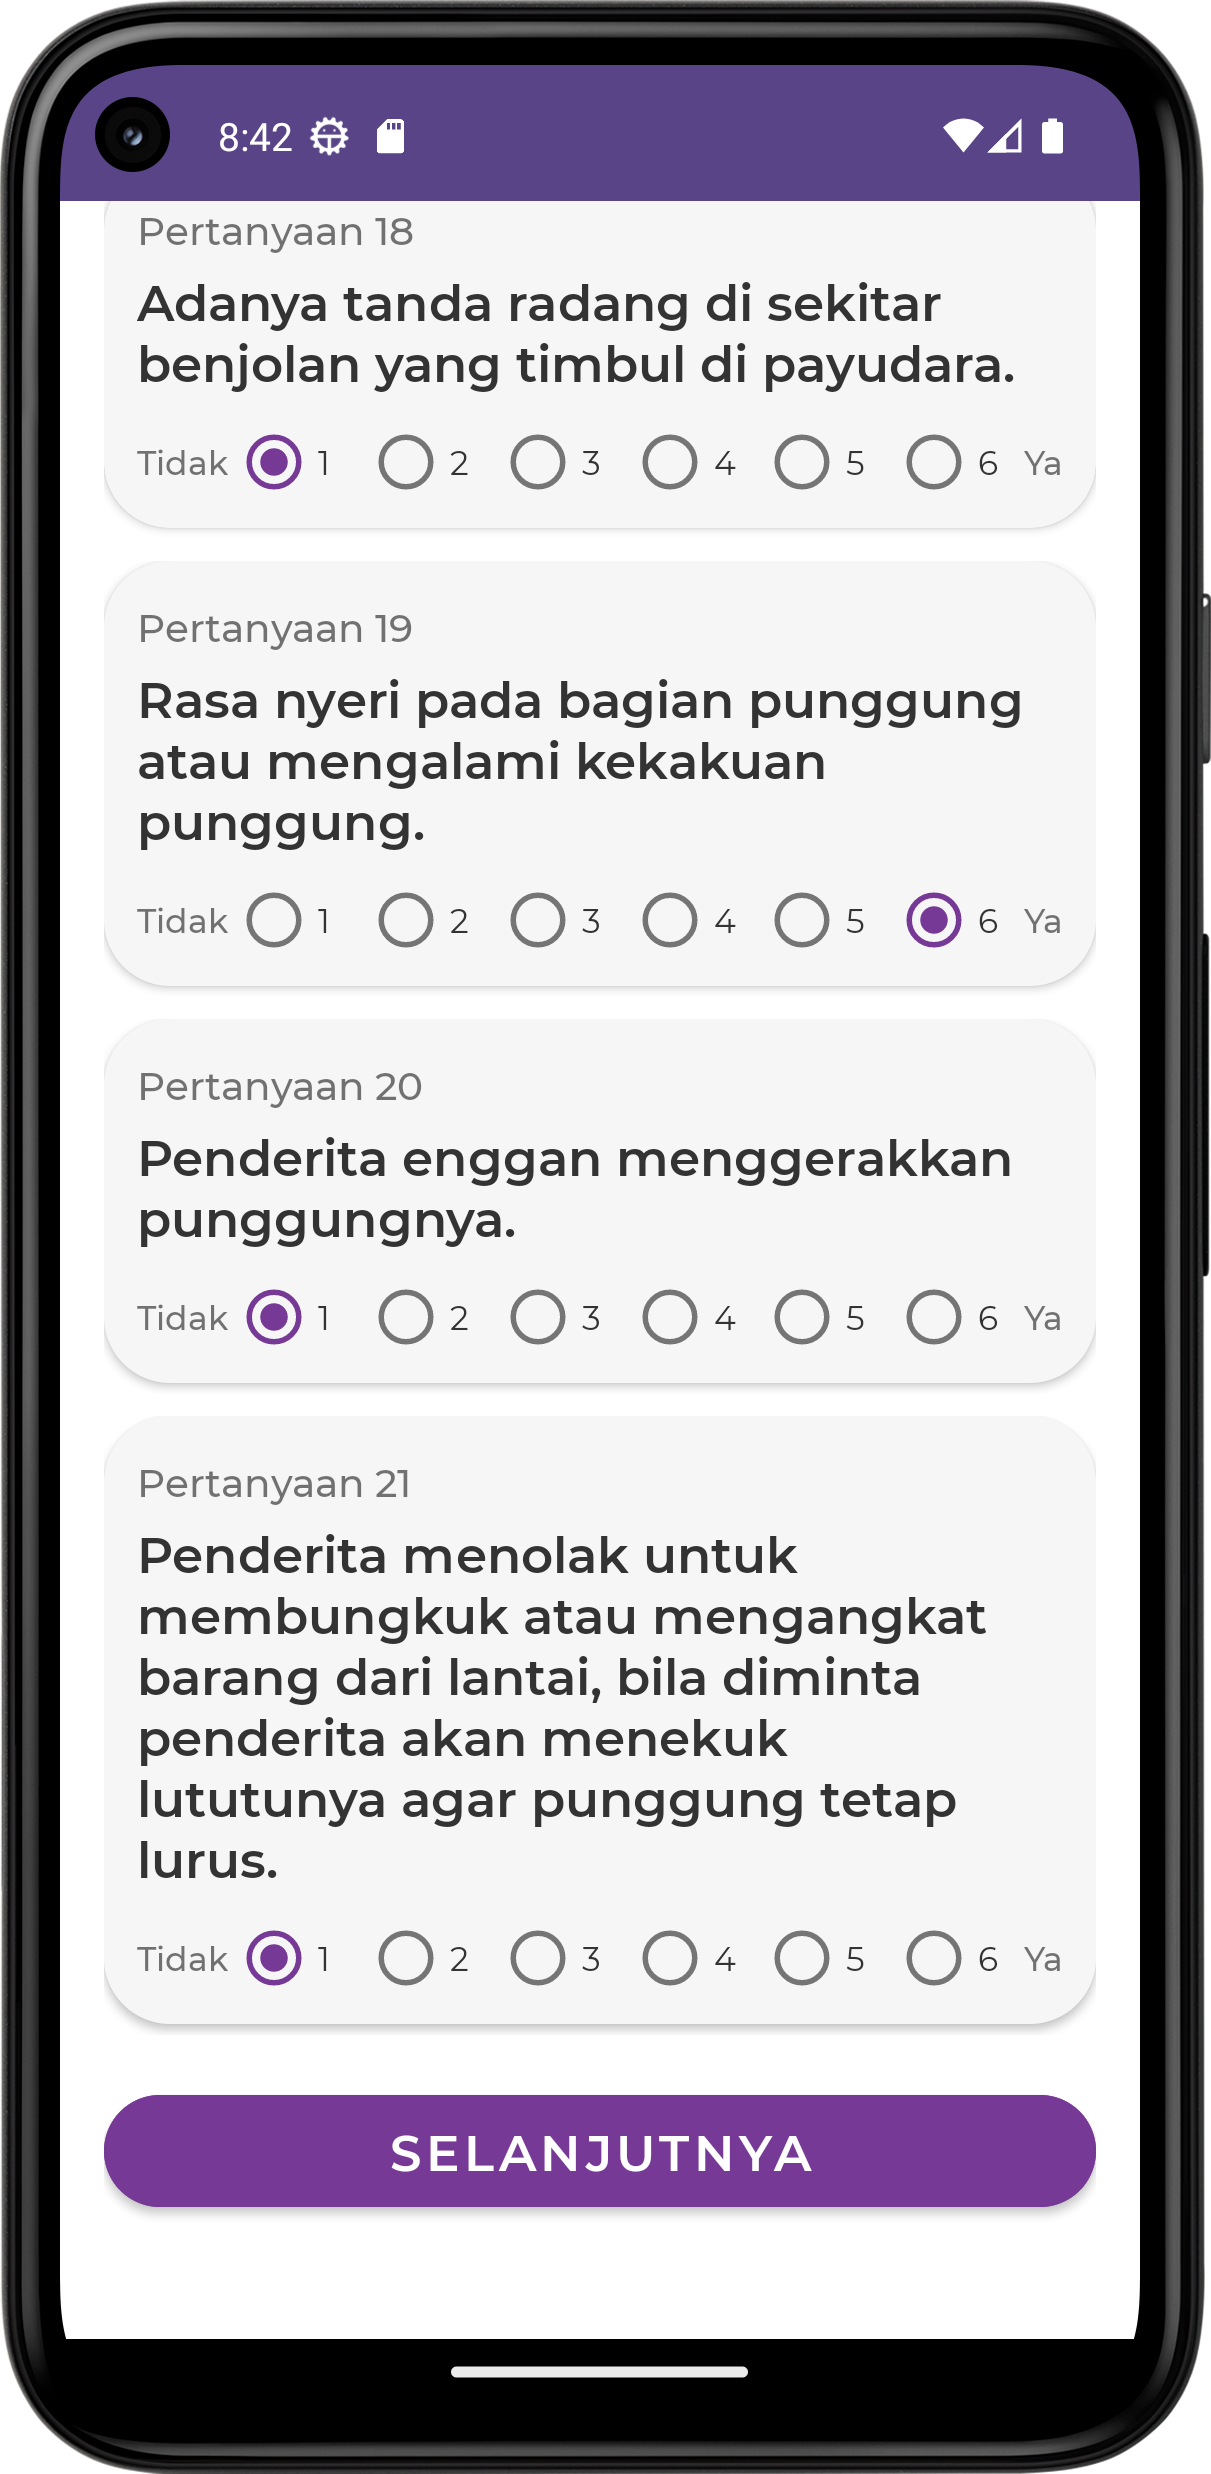 8:42
Pertanyaan 18
Adanya tanda radang di sekitar
benjolan yang timbul di payudara.
Tidak 1 2 3 4 5 6 Ya
Pertanyaan 19
Rasa nyeri pada bagian punggung
atau mengalami kekakuan
punggung.
Tidak 1 2 3 4 5 6 Ya
Pertanyaan 20
Penderita enggan menggerakkan
punggungnya.
Tidak 1 2 3 4 5 6 Ya
Pertanyaan 21
Penderita menolak untuk
membungkuk atau mengangkat
barang dari lantai, bila diminta
penderita akan menekuk
lututunya agar punggung tetap
lurus.
Tidak 1 2 3 4 5 6 Ya
SELANJUTNYA